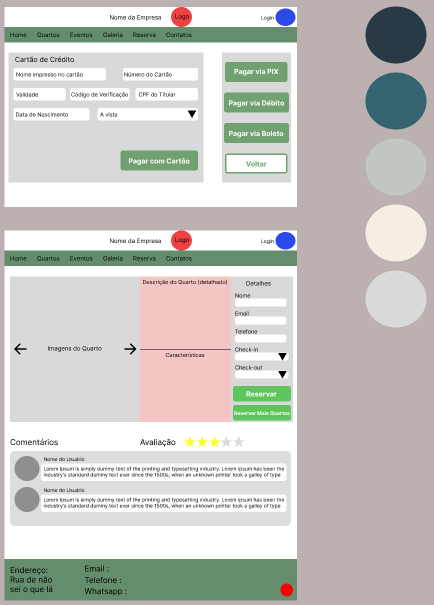 Nome da Empresa Logo Login
Home Quartos Eventos Galeria Reserva Contatos
Cartão de Crédito
Nome impresso no cartão Número do Cartão
Validade Código de Verificação CPF do Titular
Data de Nascimento A vista
Pagar com Cartão
Pagar via PIX
Pagar via Débito
Pagar via Boleto
Voltar
Nome da Empresa Logo Login
Home Quartos Eventos Galeria Reserva Contatos
Imagens do Quarto
Descrição do Quarto (detalhado)
Características
Detalhes
Nome
Email
Telefone
Check-in
Check-out
Reservar
Reservar Mais Quartos
Comentários Avaliação
Nome do Usuário
Lorem Ipsum is simply dummy text of the printing and typesetting industry. Lorem Ipsum has been the
industry's standard dummy text ever since the 1500s, when an unknown printer took a galley of type
Nome do Usuário
Lorem Ipsum is simply dummy text of the printing and typesetting industry. Lorem Ipsum has been the
industry's standard dummy text ever since the 1500s, when an unknown printer took a galley of type
Endereço:
Rua de não
sei o que lá
Email :
Telefone :
Whatsapp :